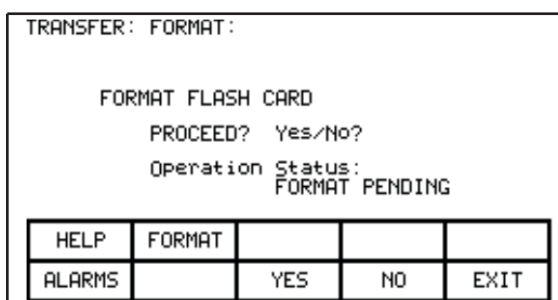 TRANSFER: FORMAT:
FORMAT FLASH CARD
PROCEED? Yes/No?
Operation Status:
FORMAT PENDING
HELP FORMAT
ALARMS YES NO EXIT